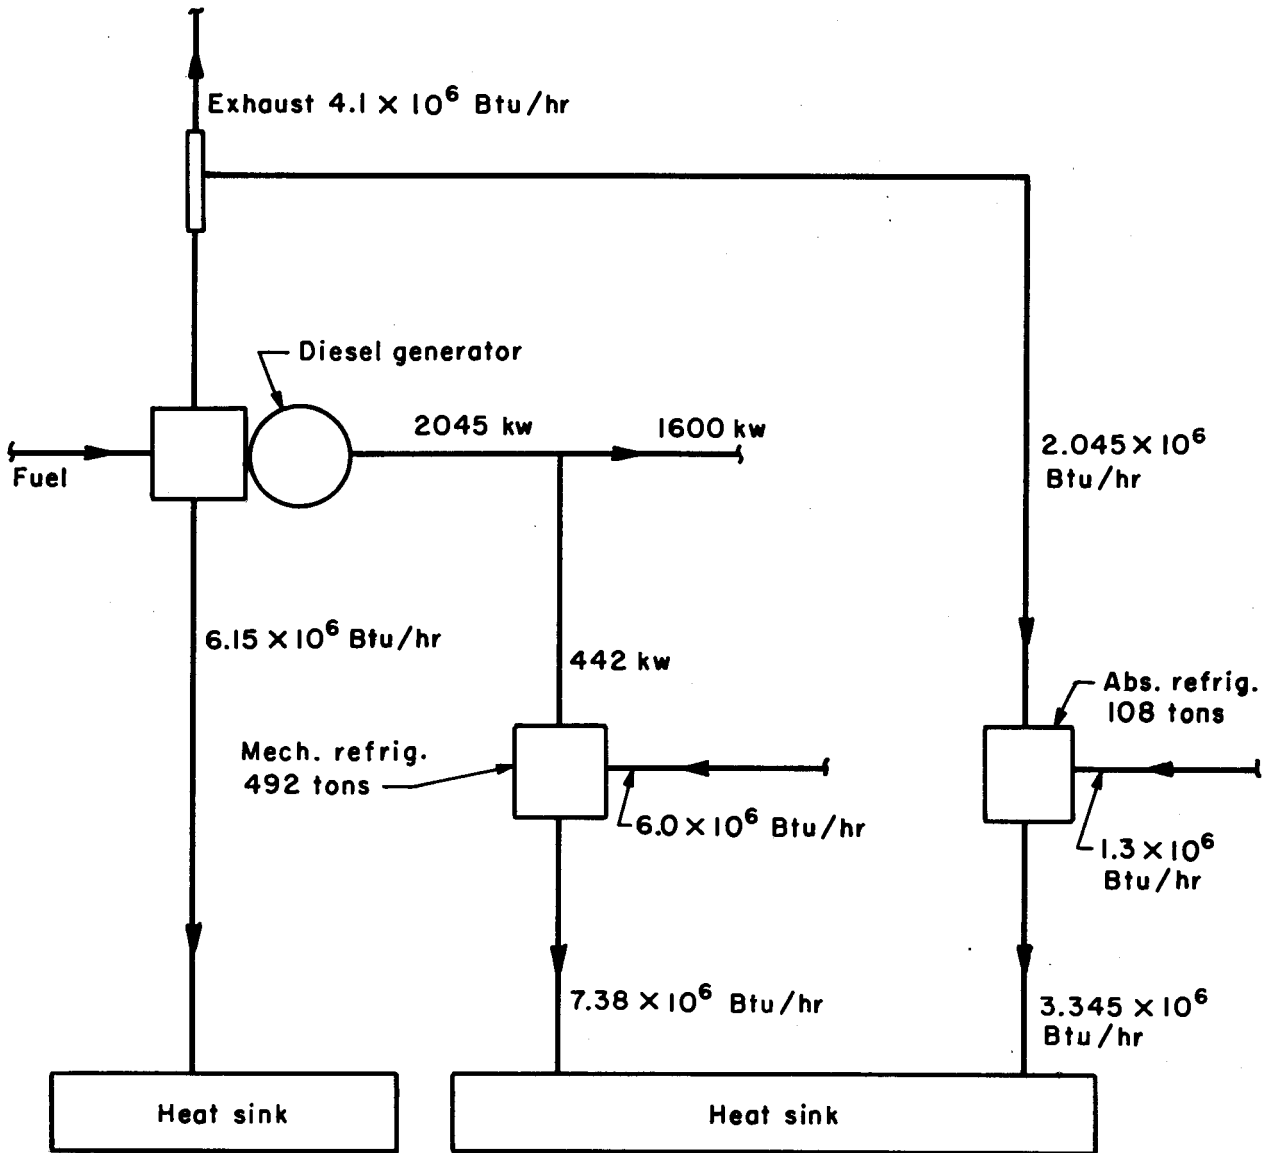 Exhaust 4.1 × 10⁶ Btu/hr
Diesel generator
2045 kw
1600 kw
Fuel
2.045 × 10⁶
Btu/hr
6.15 × 10⁶ Btu/hr
442 kw
Abs. refrig.
108 tons
Mech. refrig.
492 tons
6.0 × 10⁶ Btu/hr
1.3 × 10⁶
Btu/hr
7.38 × 10⁶ Btu/hr
3.345 × 10⁶
Btu/hr
Heat sink
Heat sink